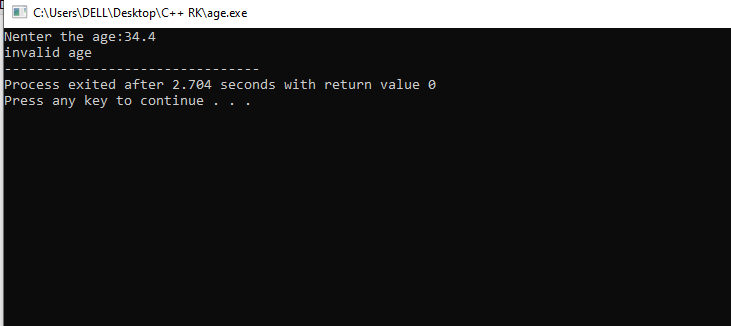 C:\Users\DELL\Desktop\C++ RK\age.exe
Nenter the age:34.4
invalid age
--------------------------------
Process exited after 2.704 seconds with return value 0
Press any key to continue . . .